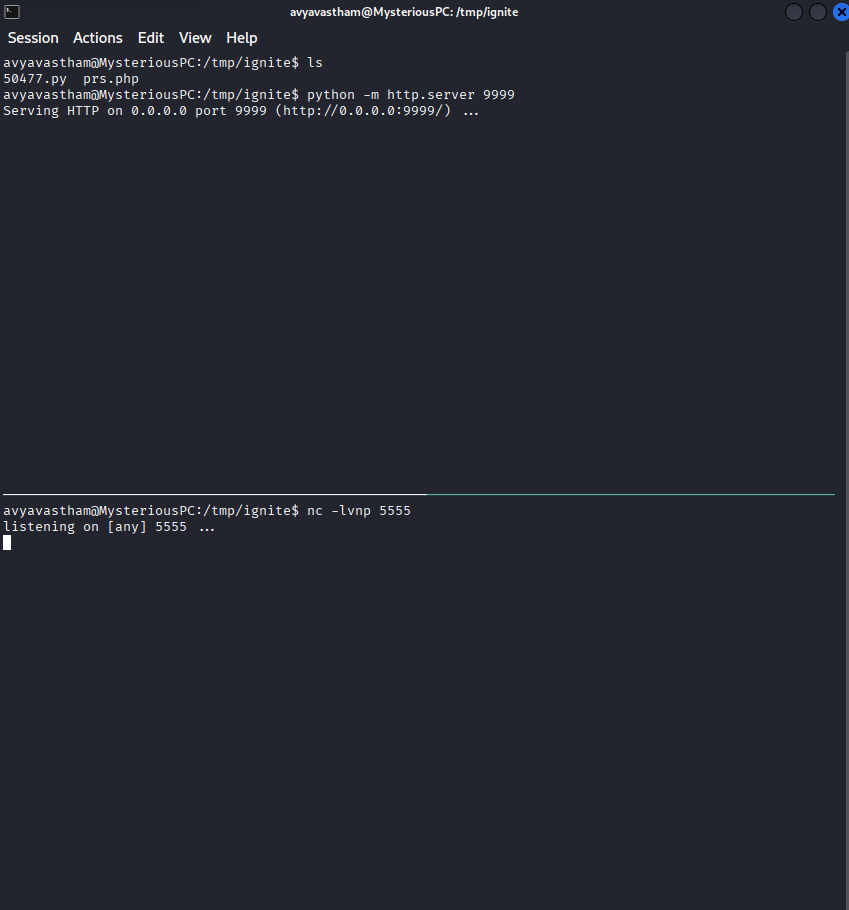 avyavastham@MysteriousPC: /tmp/ignite
Session Actions Edit View Help
avyavastham@MysteriousPC:/tmp/ignite$ ls
50477.py  prs.php
avyavastham@MysteriousPC:/tmp/ignite$ python -m http.server 9999
Serving HTTP on 0.0.0.0 port 9999 (http://0.0.0.0:9999/) ...
avyavastham@MysteriousPC:/tmp/ignite$ nc -lvnp 5555
listening on [any] 5555 ...